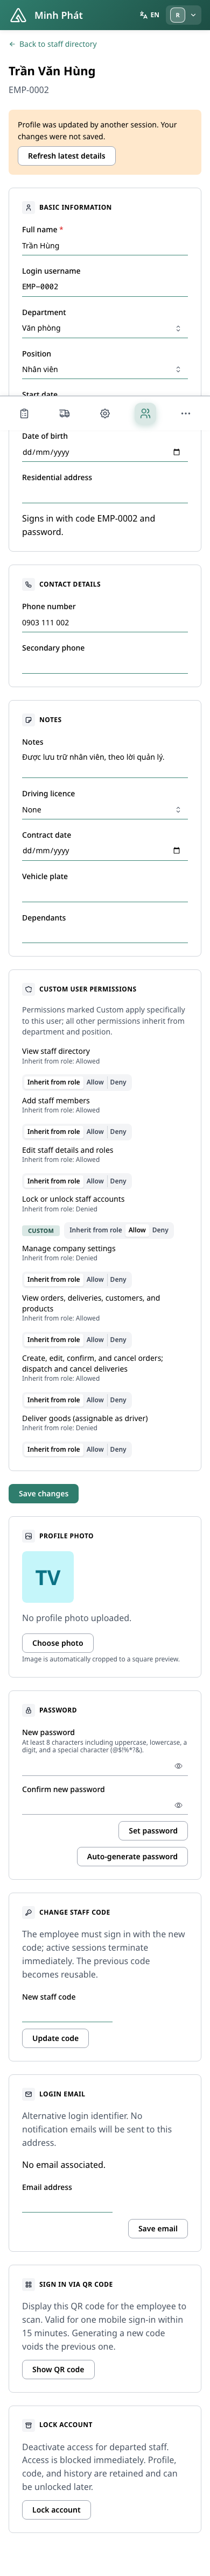 Minh Phát
EN
R
Back to staff directory
Trần Văn Hùng
EMP-0002
Profile was updated by another session. Your
changes were not saved.
Refresh latest details
BASIC INFORMATION
Full name *
Trần Hùng
Login username
EMP-0002
Department
Văn phòng
Position
Nhân viên
Start date
Date of birth
dd/mm/yyyy
Residential address
Signs in with code EMP-0002 and
password.
CONTACT DETAILS
Phone number
0903 111 002
Secondary phone
NOTES
Notes
Được lưu trữ nhân viên, theo lời quản lý.
Driving licence
None
Contract date
dd/mm/yyyy
Vehicle plate
Dependants
CUSTOM USER PERMISSIONS
Permissions marked Custom apply specifically
to this user; all other permissions inherit from
department and position.
View staff directory
Inherit from role: Allowed
Inherit from role Allow Deny
Add staff members
Inherit from role: Allowed
Inherit from role Allow Deny
Edit staff details and roles
Inherit from role: Allowed
Inherit from role Allow Deny
Lock or unlock staff accounts
Inherit from role: Denied
CUSTOM Inherit from role Allow Deny
Manage company settings
Inherit from role: Denied
Inherit from role Allow Deny
View orders, deliveries, customers, and
products
Inherit from role: Allowed
Inherit from role Allow Deny
Create, edit, confirm, and cancel orders;
dispatch and cancel deliveries
Inherit from role: Allowed
Inherit from role Allow Deny
Deliver goods (assignable as driver)
Inherit from role: Denied
Inherit from role Allow Deny
Save changes
PROFILE PHOTO
TV
No profile photo uploaded.
Choose photo
Image is automatically cropped to a square preview.
PASSWORD
New password
At least 8 characters including uppercase, lowercase, a
digit, and a special character (@$!%*?&).
Confirm new password
Set password
Auto-generate password
CHANGE STAFF CODE
The employee must sign in with the new
code; active sessions terminate
immediately. The previous code
becomes reusable.
New staff code
Update code
LOGIN EMAIL
Alternative login identifier. No
notification emails will be sent to this
address.
No email associated.
Email address
Save email
SIGN IN VIA QR CODE
Display this QR code for the employee to
scan. Valid for one mobile sign-in within
15 minutes. Generating a new code
voids the previous one.
Show QR code
LOCK ACCOUNT
Deactivate access for departed staff.
Access is blocked immediately. Profile,
code, and history are retained and can
be unlocked later.
Lock account